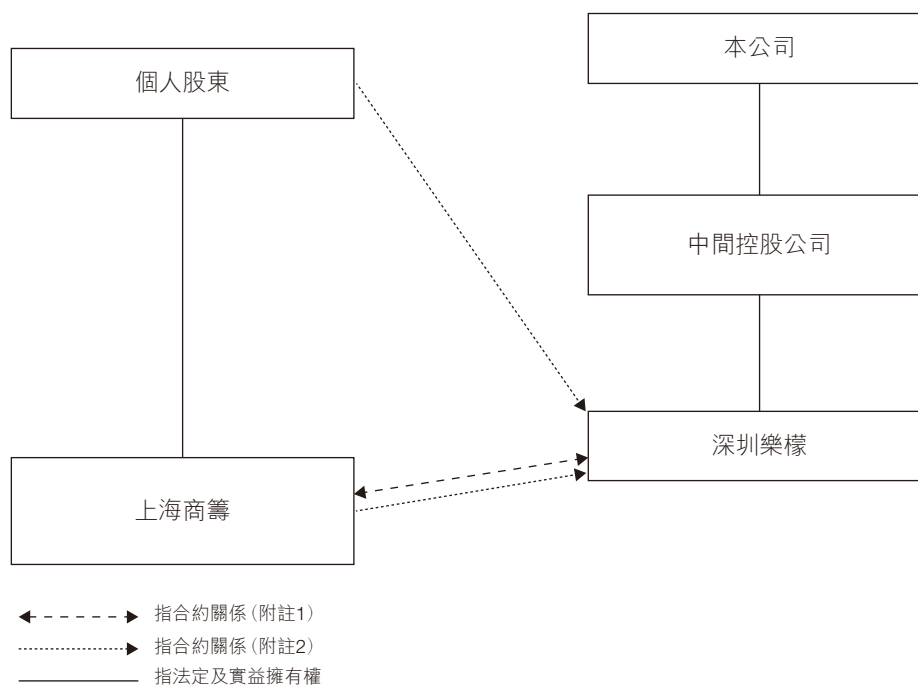 本公司
個人股東
中間控股公司
深圳樂檬
上海商籌
指合約關係（附註1）
指合約關係（附註2）
指法定及實益擁有權